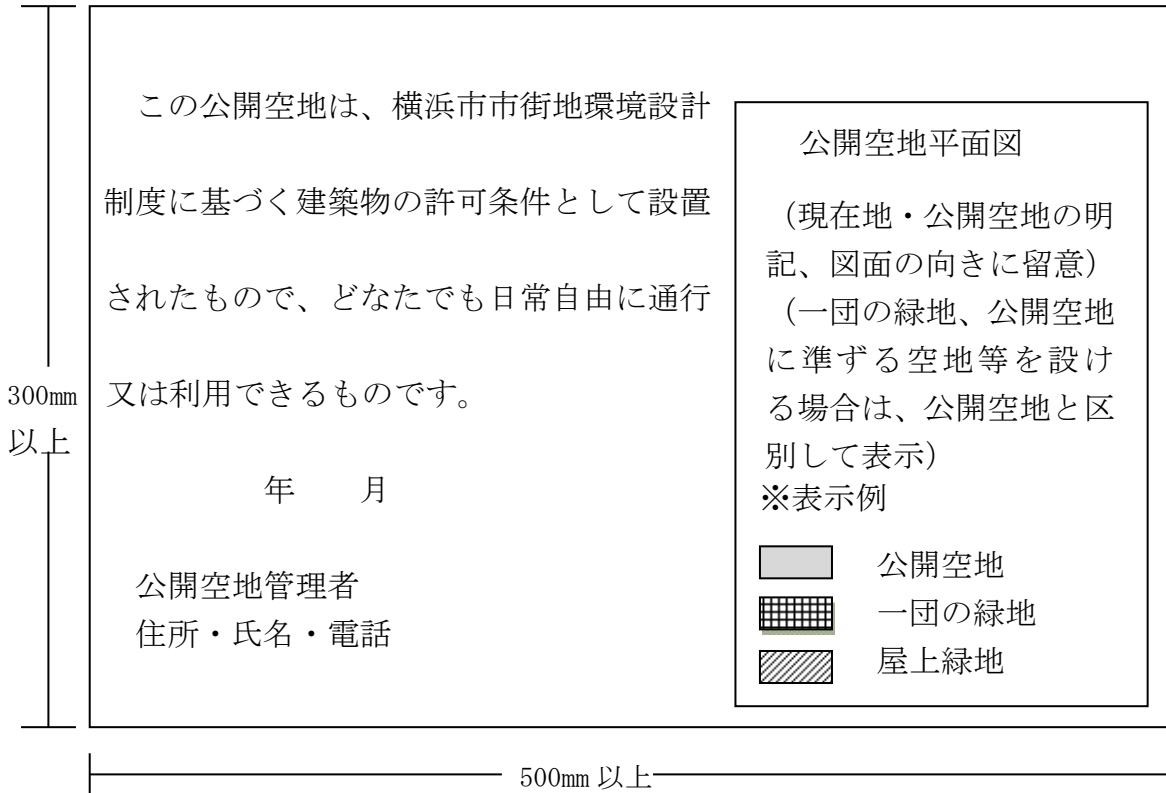 この公開空地は、横浜市市街地環境設計
制度に基づく建築物の許可条件として設置
されたもので、どなたでも日常自由に通行
又は利用できるものです。
年　　月
公開空地管理者
住所・氏名・電話
公開空地平面図
（現在地・公開空地の明
記、図面の向きに留意）
（一団の緑地、公開空地
に準ずる空地等を設け
る場合は、公開空地と区
別して表示）
※表示例
公開空地
一団の緑地
屋上緑地
300mm
以上
500mm 以上